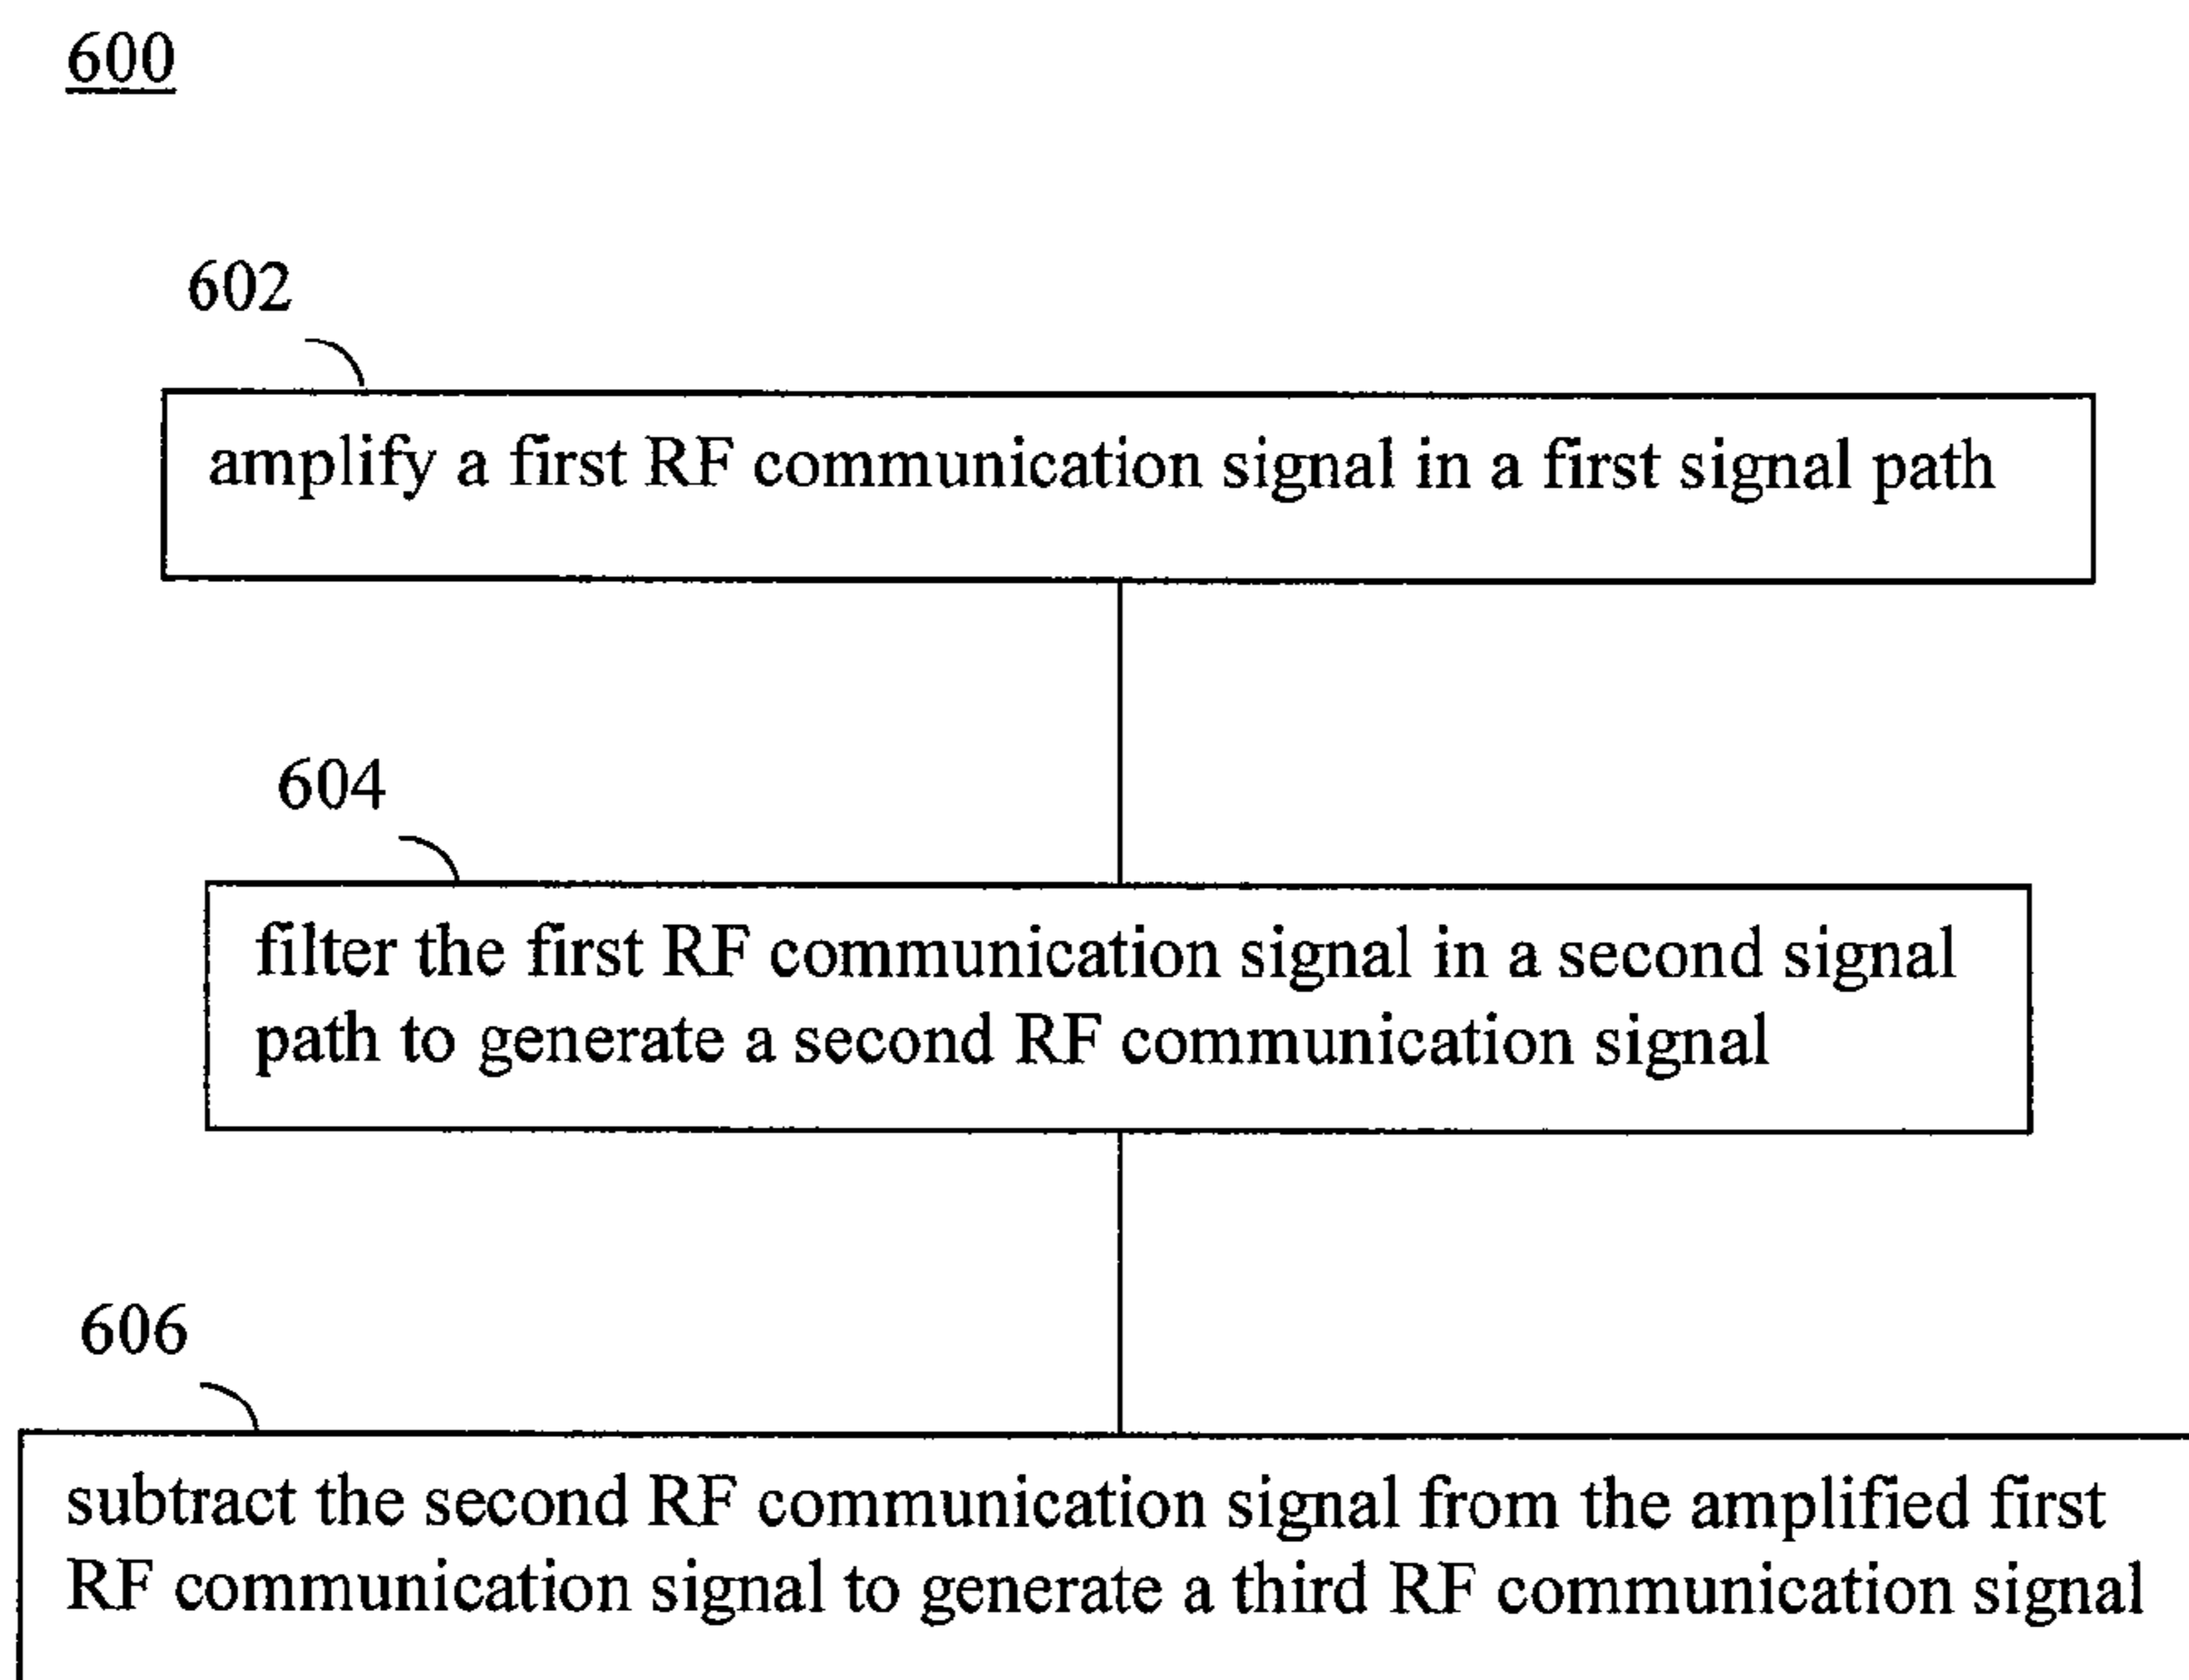 600
602
amplify a first RF communication signal in a first signal path
604
filter the first RF communication signal in a second signal
path to generate a second RF communication signal
606
subtract the second RF communication signal from the amplified first
RF communication signal to generate a third RF communication signal